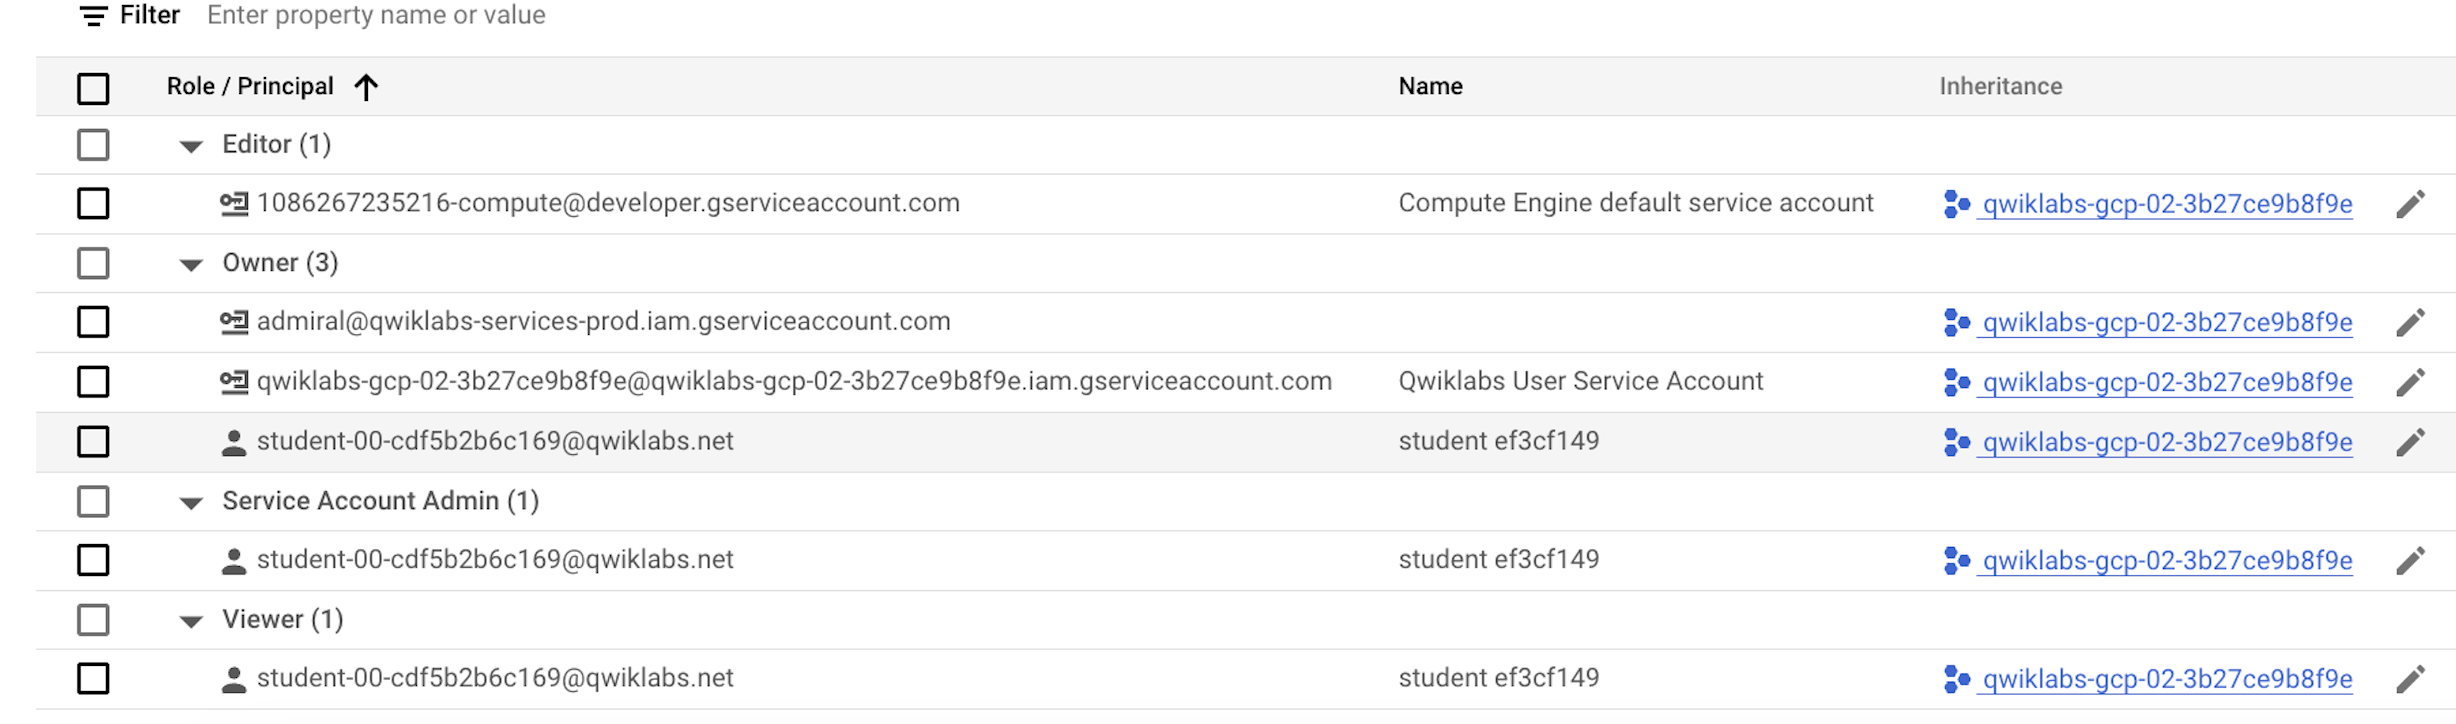 Filter Enter property name or value
Role / Principal Name Inheritance
Editor (1)
1086267235216-compute@developer.gserviceaccount.com Compute Engine default service account qwiklabs-gcp-02-3b27ce9b8f9e
Owner (3)
admiral@qwiklabs-services-prod.iam.gserviceaccount.com qwiklabs-gcp-02-3b27ce9b8f9e
qwiklabs-gcp-02-3b27ce9b8f9e@qwiklabs-gcp-02-3b27ce9b8f9e.iam.gserviceaccount.com Qwiklabs User Service Account qwiklabs-gcp-02-3b27ce9b8f9e
student-00-cdf5b2b6c169@qwiklabs.net student ef3cf149 qwiklabs-gcp-02-3b27ce9b8f9e
Service Account Admin (1)
student-00-cdf5b2b6c169@qwiklabs.net student ef3cf149 qwiklabs-gcp-02-3b27ce9b8f9e
Viewer (1)
student-00-cdf5b2b6c169@qwiklabs.net student ef3cf149 qwiklabs-gcp-02-3b27ce9b8f9e